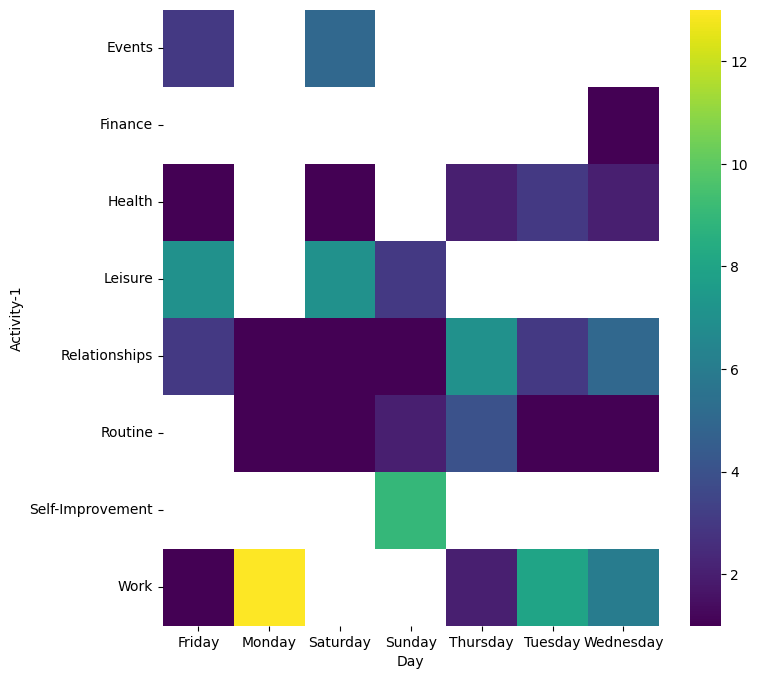 Activity-1
Events
Finance
Health
Leisure
Relationships
Routine
Self-Improvement
Work
Friday Monday Saturday Sunday Thursday Tuesday Wednesday
Day
12
10
8
6
4
2